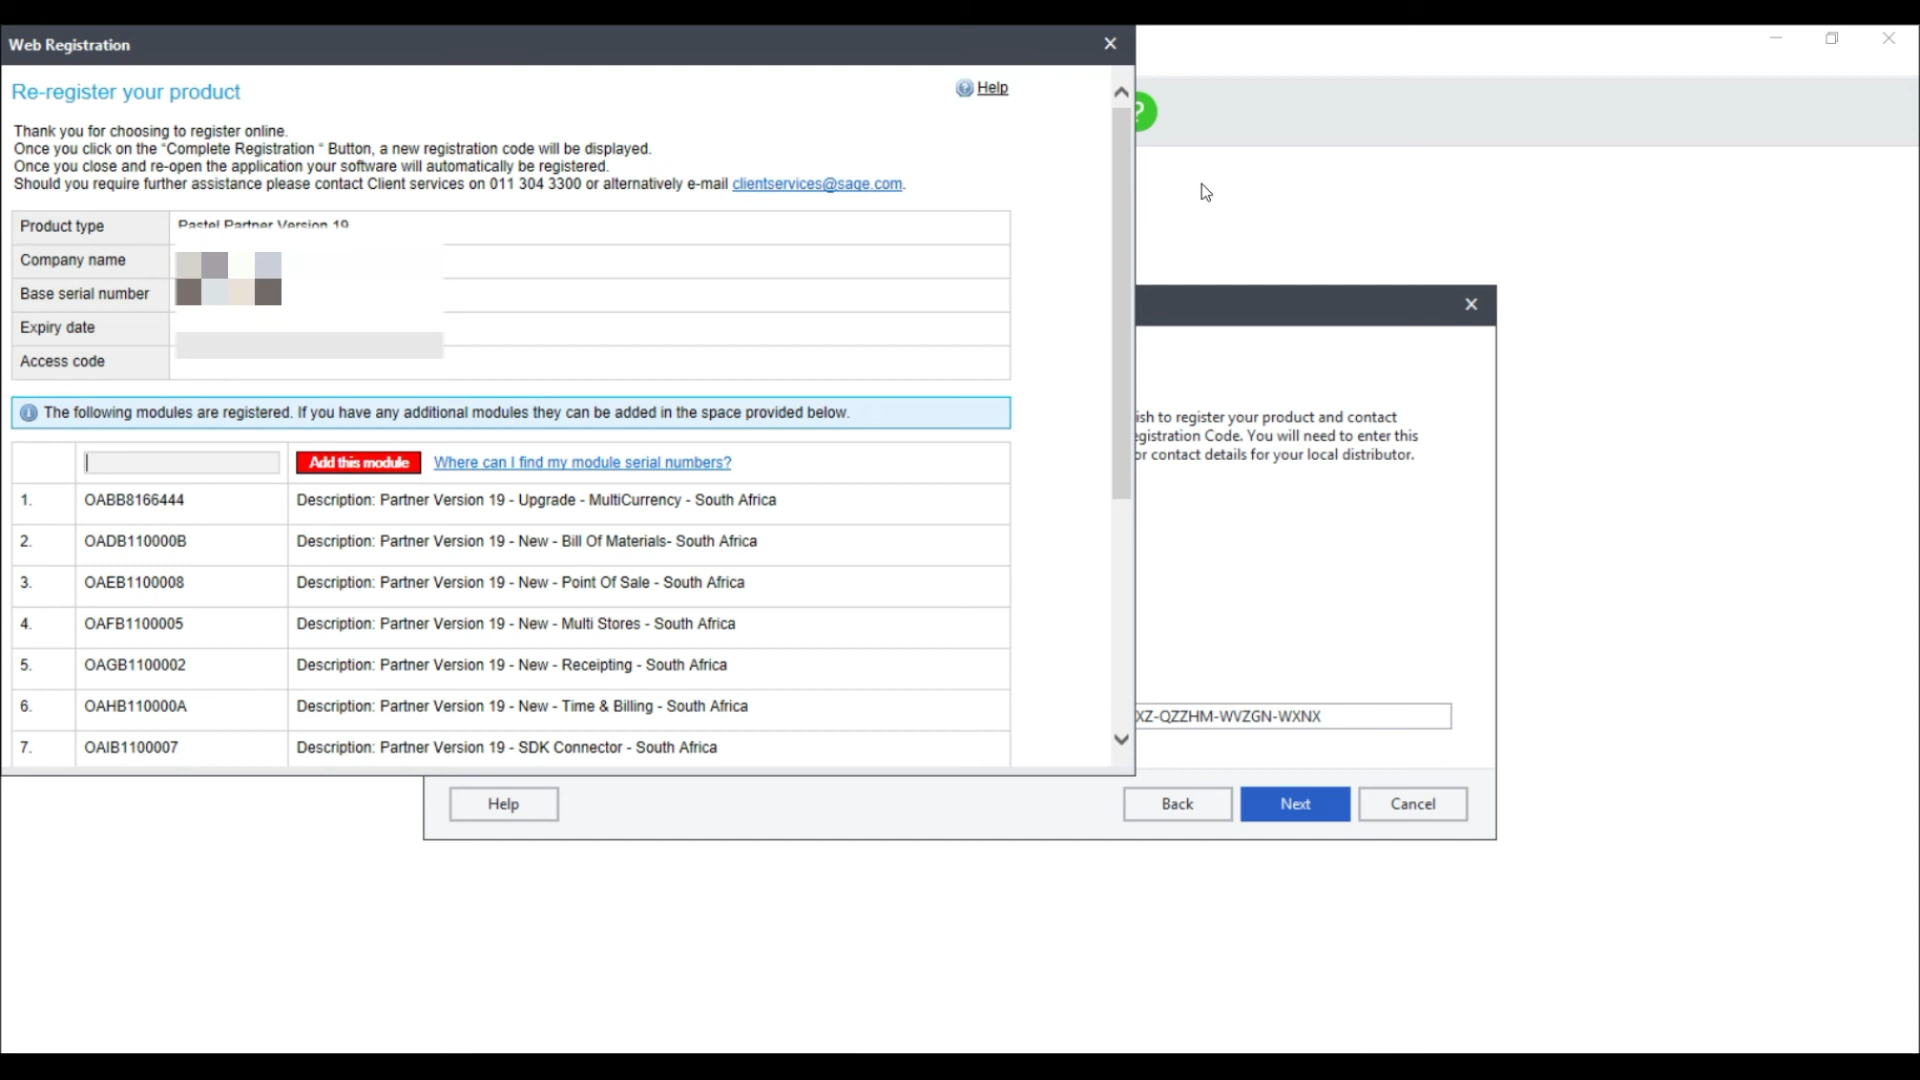 Web Registration
Re-register your product
Help
Thank you for choosing to register online.
Once you click on the "Complete Registration " Button, a new registration code will be displayed.
Once you close and re-open the application your software will automatically be registered.
Should you require further assistance please contact Client services on 011 304 3300 or alternatively e-mail clientservices@sage.com.
Product type Pastel Partner Version 19
Company name
Base serial number
Expiry date
Access code
The following modules are registered. If you have any additional modules they can be added in the space provided below.
Add this module Where can I find my module serial numbers?
1. OABB8166444 Description: Partner Version 19 - Upgrade - MultiCurrency - South Africa
2. OADB110000B Description: Partner Version 19 - New - Bill Of Materials- South Africa
3. OAEB1100008 Description: Partner Version 19 - New - Point Of Sale - South Africa
4. OAFB1100005 Description: Partner Version 19 - New - Multi Stores - South Africa
5. OAGB1100002 Description: Partner Version 19 - New - Receipting - South Africa
6. OAHB110000A Description: Partner Version 19 - New - Time & Billing - South Africa
7. OAIB1100007 Description: Partner Version 19 - SDK Connector - South Africa
?
ish to register your product and contact
egistration Code. You will need to enter this
or contact details for your local distributor.
XZ-QZZHM-WVZGN-WXNX
Help Back Next Cancel